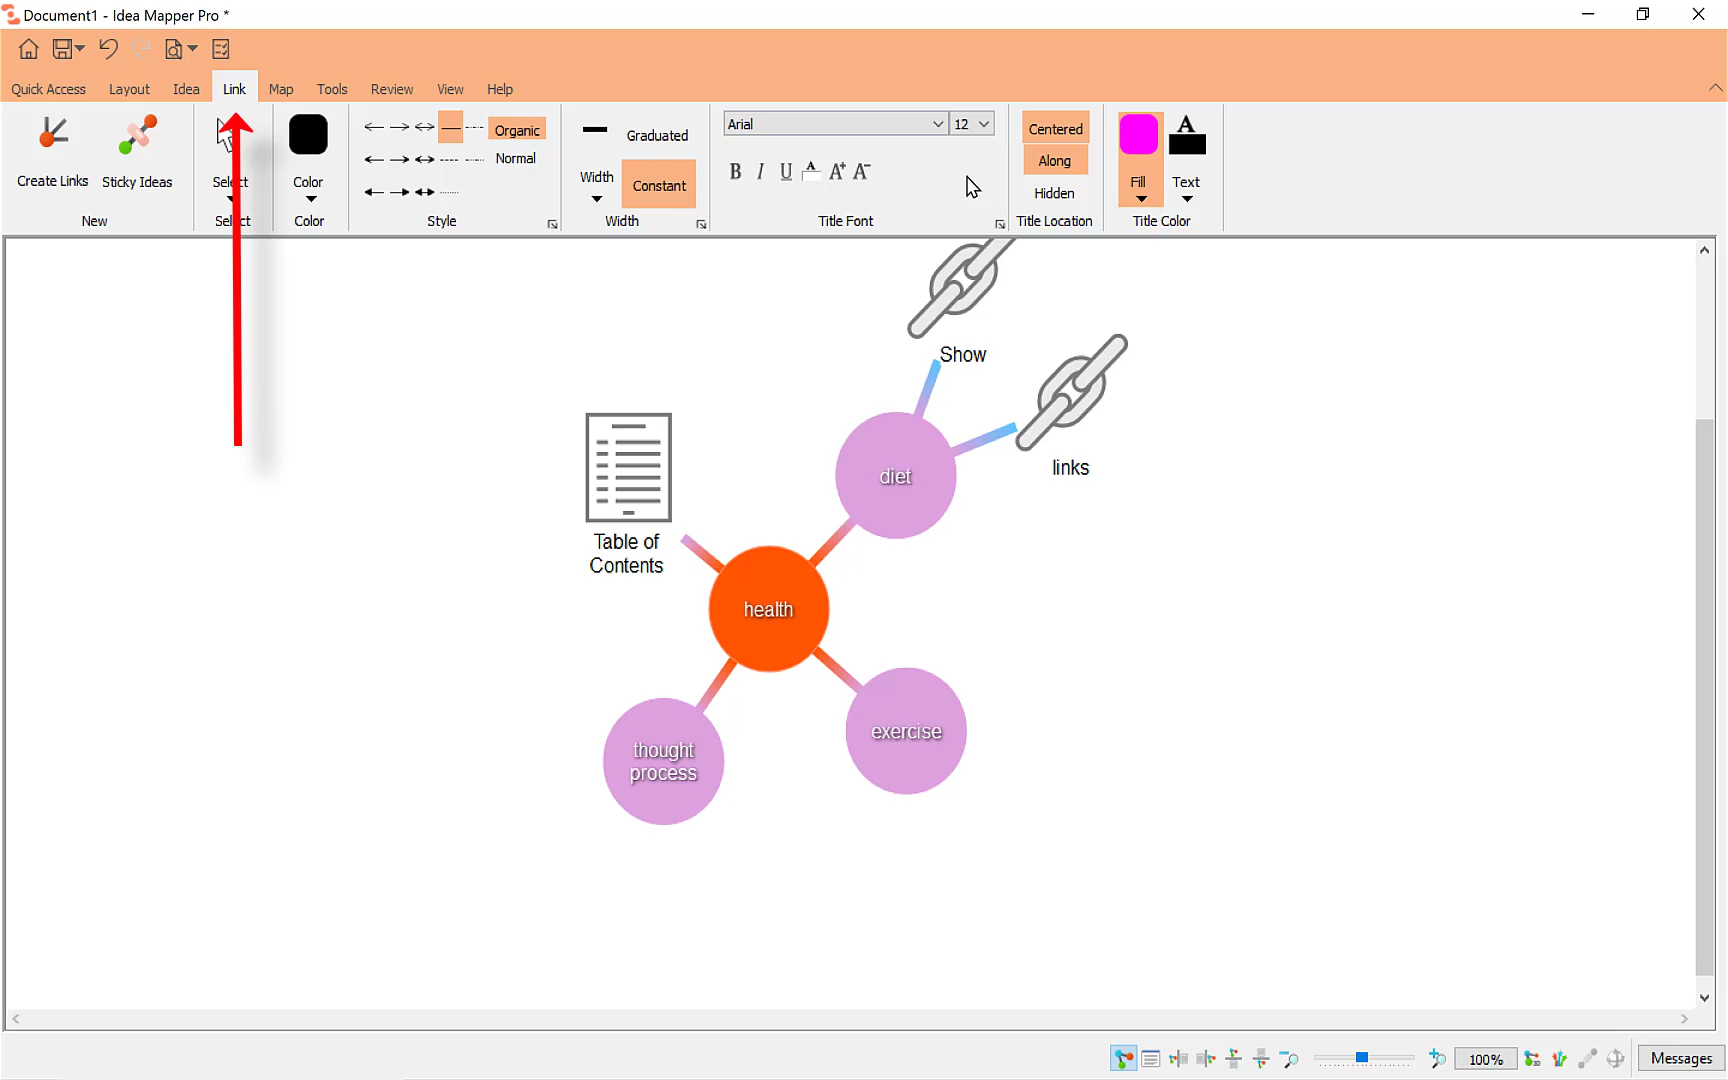 Document1 - Idea Mapper Pro *
Quick Access Layout Idea Link Map Tools Review View Help
Create Links Sticky Ideas
New
Select
Select
Color
Color
Organic
Normal
Style
Graduated
Width
Constant
Width
Arial 12
B I U A A+ A-
Title Font
Centered
Along
Hidden
Title Location
A
Fill Text
Title Color
Show
links
diet
Table of
Contents
health
exercise
thought
process
100% Messages